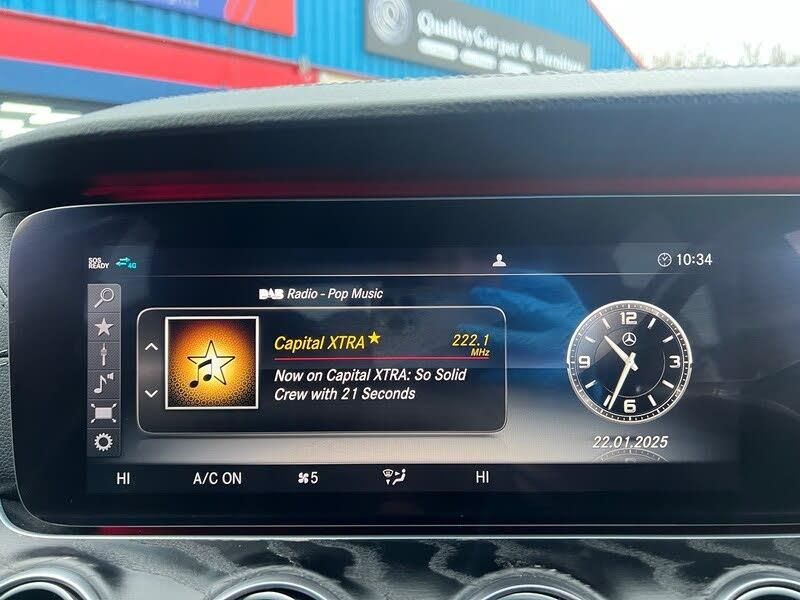 Quality Carpet & Furniture
SOS
READY
4G
10:34
DAB Radio - Pop Music
Capital XTRA
222.1
MHz
Now on Capital XTRA: So Solid
Crew with 21 Seconds
12
3
6
9
22.01.2025
HI
A/C ON
5
HI